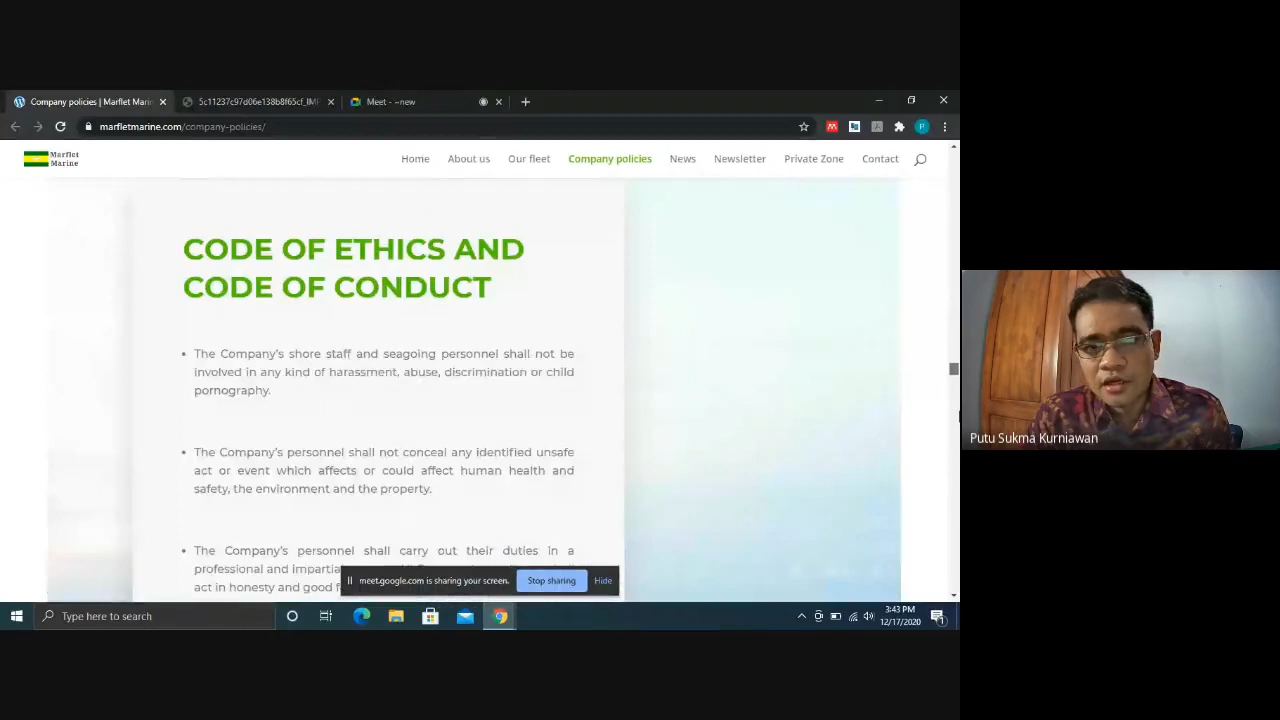 Company policies | Marflet Marin
5c11237c97d06e138b8f65cf_IM
Meet - ~new
marfletmarine.com/company-policies/
Marflet
Marine
Home About us Our fleet Company policies News Newsletter Private Zone Contact
CODE OF ETHICS AND
CODE OF CONDUCT
• The Company's shore staff and seagoing personnel shall not be
involved in any kind of harassment, abuse, discrimination or child
pornography.
• The Company's personnel shall not conceal any identified unsafe
act or event which affects or could affect human health and
safety, the environment and the property.
• The Company's personnel shall carry out their duties in a
professional and impartia
act in honesty and good f
meet.google.com is sharing your screen. Stop sharing Hide
Putu Sukma Kurniawan
Type here to search
3:43 PM
12/17/2020